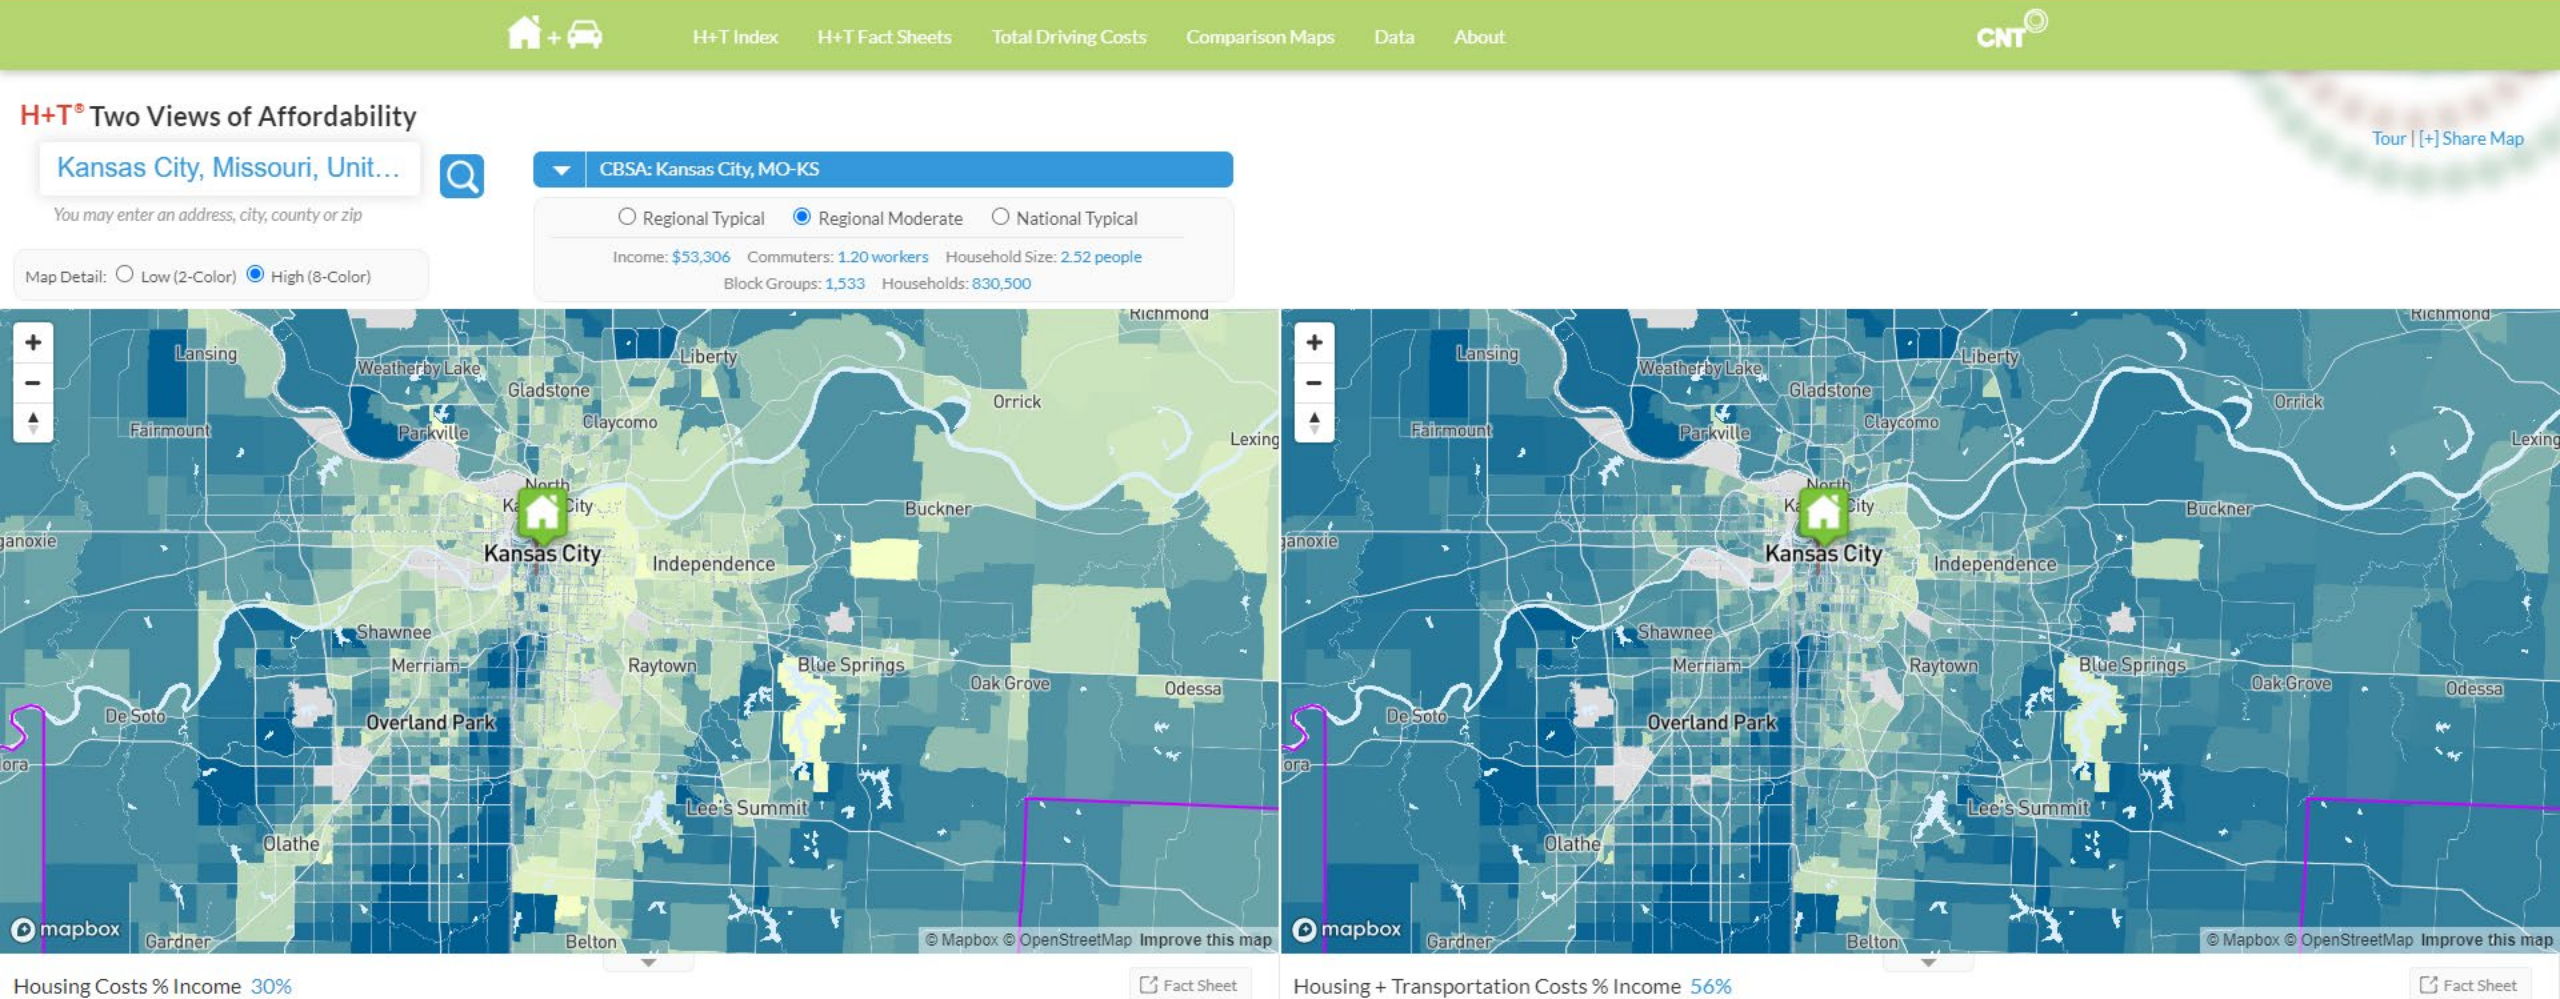 H+T Index H+T Fact Sheets Total Driving Costs Comparison Maps Data About
CNT
H+T® Two Views of Affordability
Kansas City, Missouri, Unit...
You may enter an address, city, county or zip
Map Detail: Low (2-Color) High (8-Color)
CBSA: Kansas City, MO-KS
Regional Typical Regional Moderate National Typical
Income: $53,306 Commuters: 1.20 workers Household Size: 2.52 people
Block Groups: 1,533 Households: 830,500
Tour | [+] Share Map
Richmond
Lansing
Liberty
Weatherby Lake
Gladstone
Orrick
Claycomo
Fairmount
Parkville
Lexing
North
City
Buckner
ganoxie
Kansas City
Independence
Shawnee
Merriam
Raytown
Blue Springs
Oak Grove
Odessa
De Soto
Overland Park
ora
Lee's Summit
Olathe
mapbox
Gardner
Belton
© Mapbox © OpenStreetMap Improve this map
Housing Costs % Income 30%
Fact Sheet
Richmond
Lansing
Liberty
Weatherby Lake
Gladstone
Orrick
Claycomo
Fairmount
Parkville
Lexing
North
City
Buckner
ganoxie
Kansas City
Independence
Shawnee
Merriam
Raytown
Blue Springs
Oak Grove
Odessa
De Soto
Overland Park
ora
Lee's Summit
Olathe
mapbox
Gardner
Belton
© Mapbox © OpenStreetMap Improve this map
Housing + Transportation Costs % Income 56%
Fact Sheet